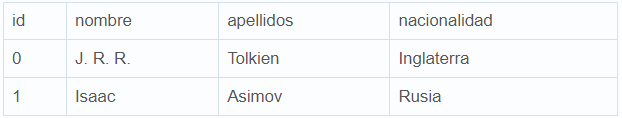 id nombre apellidos nacionalidad
0 J. R. R. Tolkien Inglaterra
1 Isaac Asimov Rusia